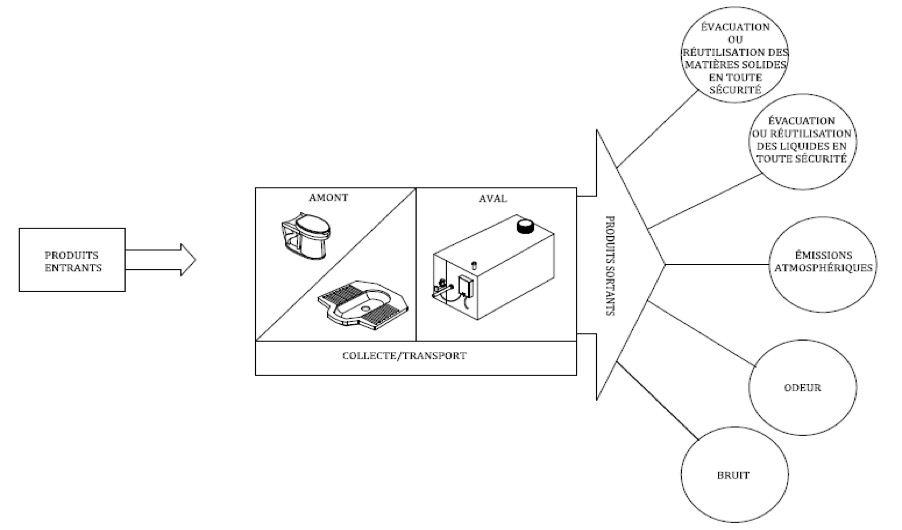 PRODUITS
ENTRANTS
AMONT
AVAL
COLLECTE/TRANSPORT
PRODUITS SORTANTS
ÉVACUATION
OU
RÉUTILISATION DES
MATIÈRES SOLIDES
EN TOUTE
SÉCURITÉ
ÉVACUATION
OU RÉUTILISATION
DES LIQUIDES EN
TOUTE SÉCURITÉ
ÉMISSIONS
ATMOSPHÉRIQUES
ODEUR
BRUIT